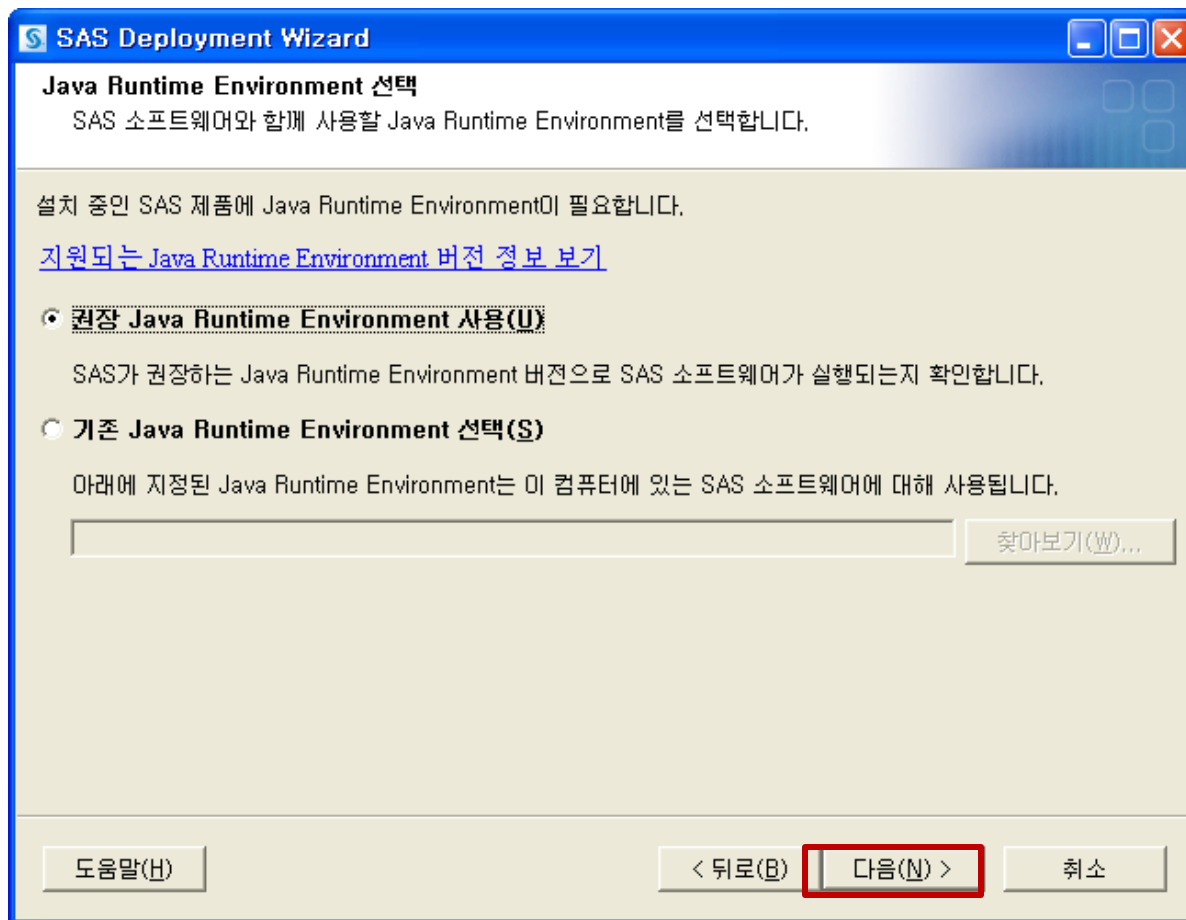 SAS Deployment Wizard
Java Runtime Environment 선택
SAS 소프트웨어와 함께 사용할 Java Runtime Environment를 선택합니다.
설치 중인 SAS 제품에 Java Runtime Environment이 필요합니다.
지원되는 Java Runtime Environment 버전 정보 보기
권장 Java Runtime Environment 사용(U)
SAS가 권장하는 Java Runtime Environment 버전으로 SAS 소프트웨어가 실행되는지 확인합니다.
기존 Java Runtime Environment 선택(S)
아래에 지정된 Java Runtime Environment는 이 컴퓨터에 있는 SAS 소프트웨어에 대해 사용됩니다.
찾아보기(W)...
도움말(H)
< 뒤로(B)
다음(N) >
취소